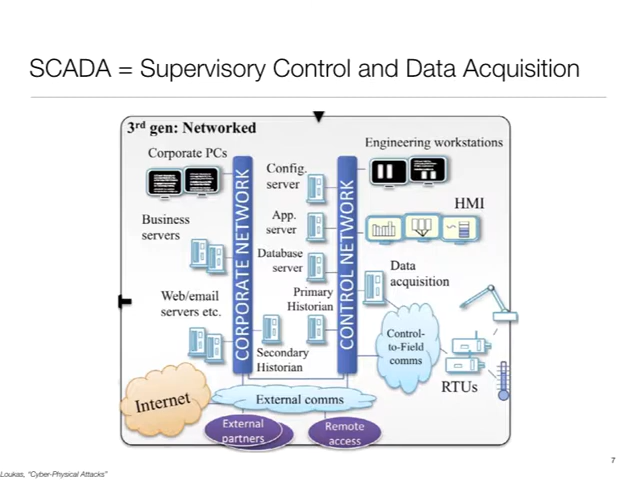 SCADA = Supervisory Control and Data Acquisition
3rd gen: Networked
Corporate PCs
Business
servers
Web/email
servers etc.
CORPORATE NETWORK
Config.
server
App.
server
Database
server
Primary
Historian
Secondary
Historian
CONTROL NETWORK
Engineering workstations
HMI
Data
acquisition
Control-
to-Field
comms
RTUs
Internet
External comms
External
partners
Remote
access
7
Loukas, "Cyber-Physical Attacks"